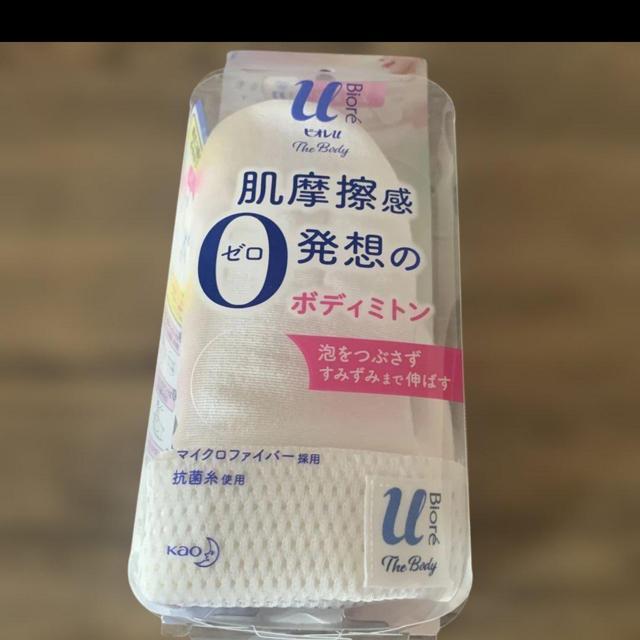 u Bioré
ビオレu
The Body
肌摩擦感
0 ゼロ 発想の
ボディミトン
泡をつぶさず
すみずみまで伸ばす
マイクロファイバー採用
抗菌糸使用
Kao
u Bioré
The Body